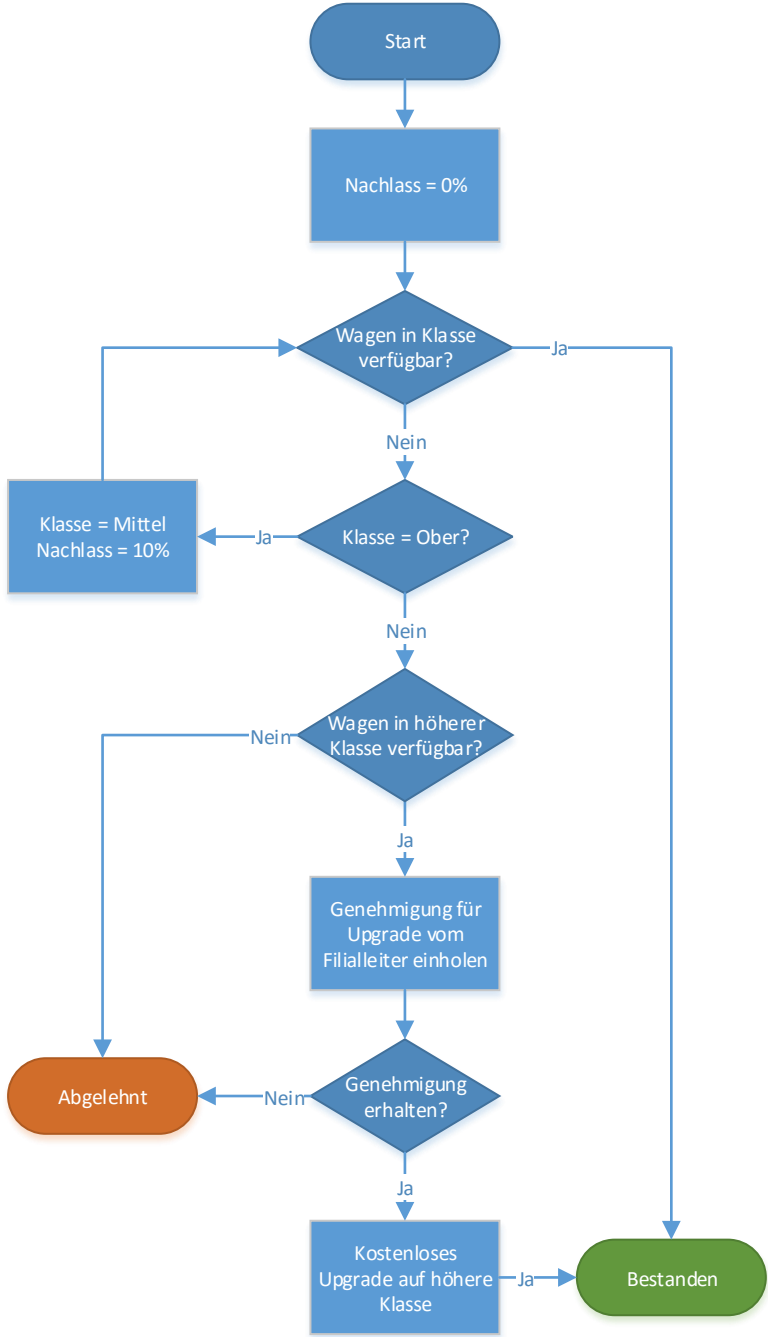 Start
Nachlass = 0%
Wagen in Klasse
verfügbar?
Ja
Nein
Klasse = Mittel
Nachlass = 10%
Ja
Klasse = Ober?
Nein
Wagen in höherer
Klasse verfügbar?
Nein
Ja
Genehmigung für
Upgrade vom
Filialleiter einholen
Abgelehnt
Nein
Genehmigung
erhalten?
Ja
Kostenloses
Upgrade auf höhere
Klasse
Ja
Bestanden